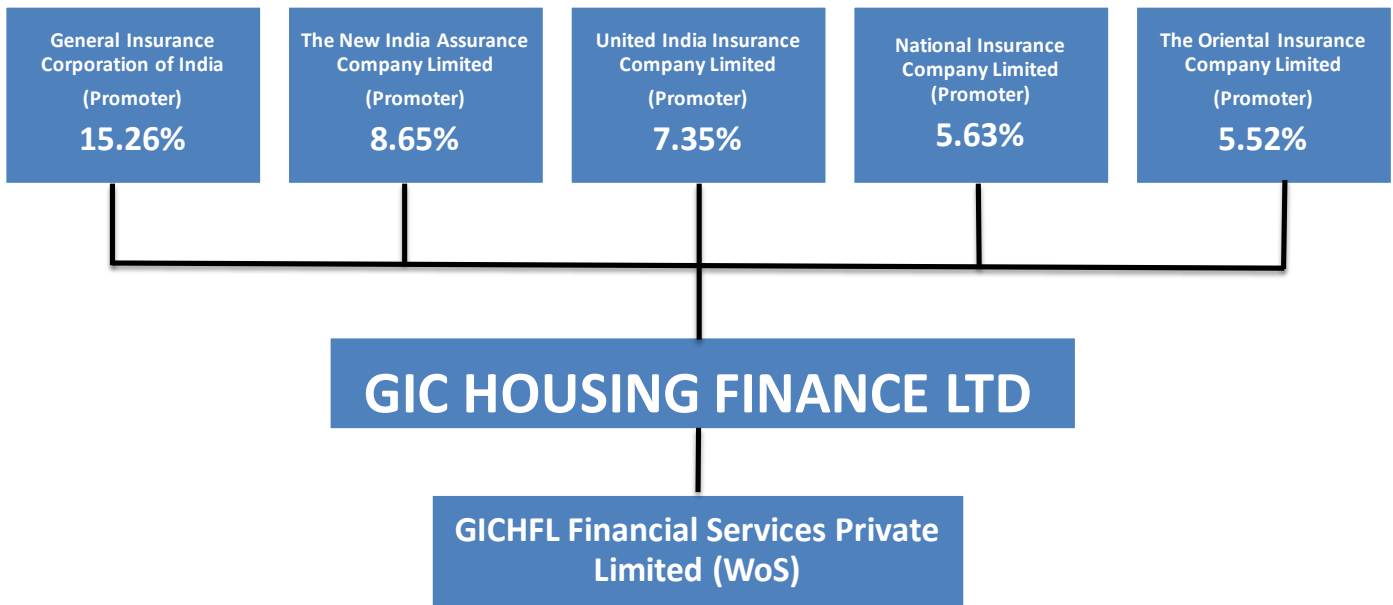 General Insurance
Corporation of India
(Promoter)
15.26%
The New India Assurance
Company Limited
(Promoter)
8.65%
United India Insurance
Company Limited
(Promoter)
7.35%
National Insurance
Company Limited
(Promoter)
5.63%
The Oriental Insurance
Company Limited
(Promoter)
5.52%
GIC HOUSING FINANCE LTD
GICHFL Financial Services Private
Limited (WoS)